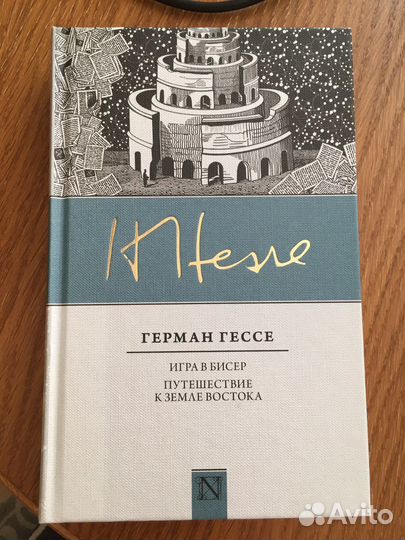 HHesse
ГЕРМАН ГЕССЕ
ИГРА В БИСЕР
ПУТЕШЕСТВИЕ
К ЗЕМЛЕ ВОСТОКА
N
Avito